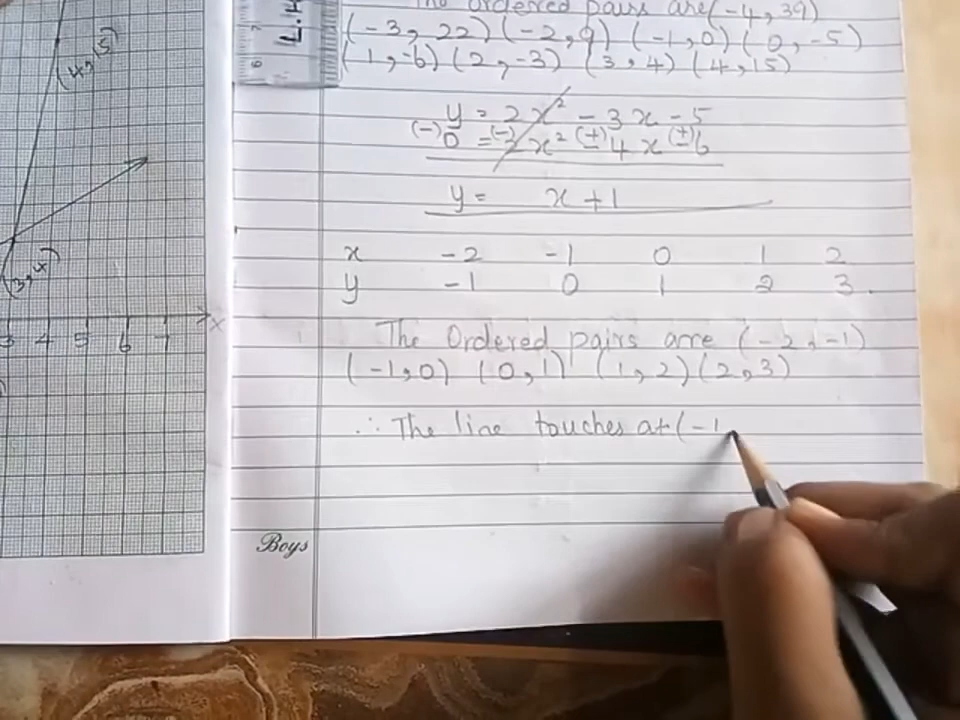 The ordered pairs are (-4, 39)
(-3, 22) (-2, 9) (-1, 0) (0, -5)
(1, -6) (2, -3) (3, 4) (4, 15)
y = 2x² - 3x - 5
(-) 0 = (-) 2x² (±) 4x (±) 6
y = x + 1
x -2 -1 0 1 2
y -1 0 1 2 3.
The Ordered pairs are (-2, -1)
(-1, 0) (0, 1) (1, 2) (2, 3)
∴ The line touches at (-1
Boys
(4, 15)
(3, 4)
3 4 5 6 7 x